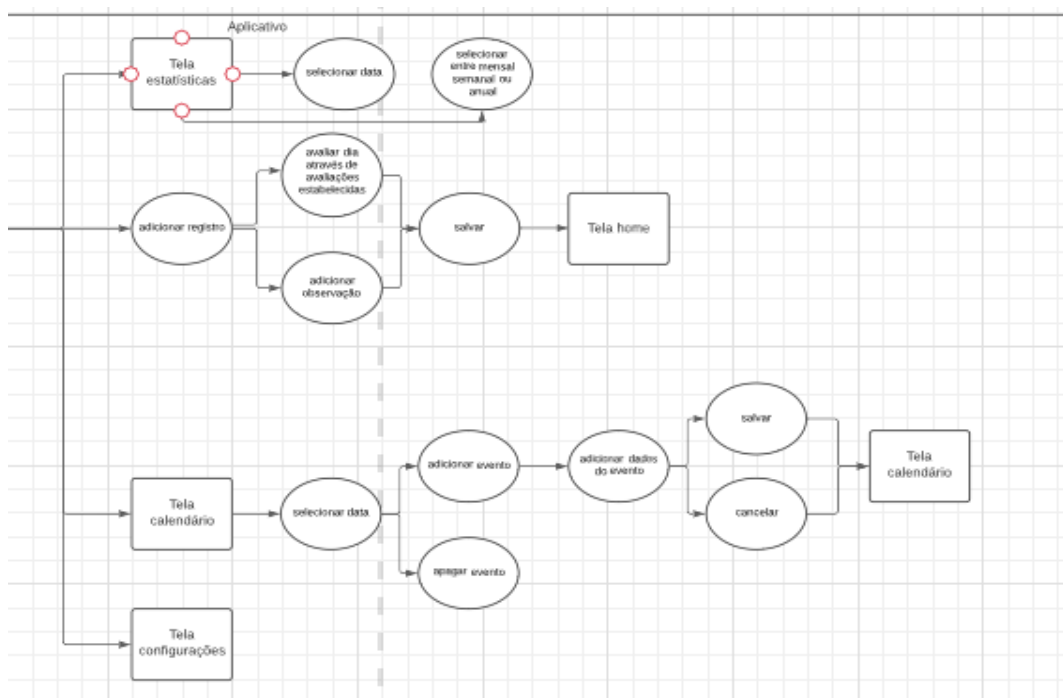 Aplicativo
Tela
estatísticas
selecionar data
selecionar
entre mensal
semanal ou
anual
avaliar dia
através de
avaliações
estabelecidas
adicionar registro
salvar
Tela home
adicionar
observação
salvar
adicionar evento
adicionar dados
do evento
Tela
calendário
Tela
calendário
selecionar data
cancelar
apagar evento
Tela
configurações